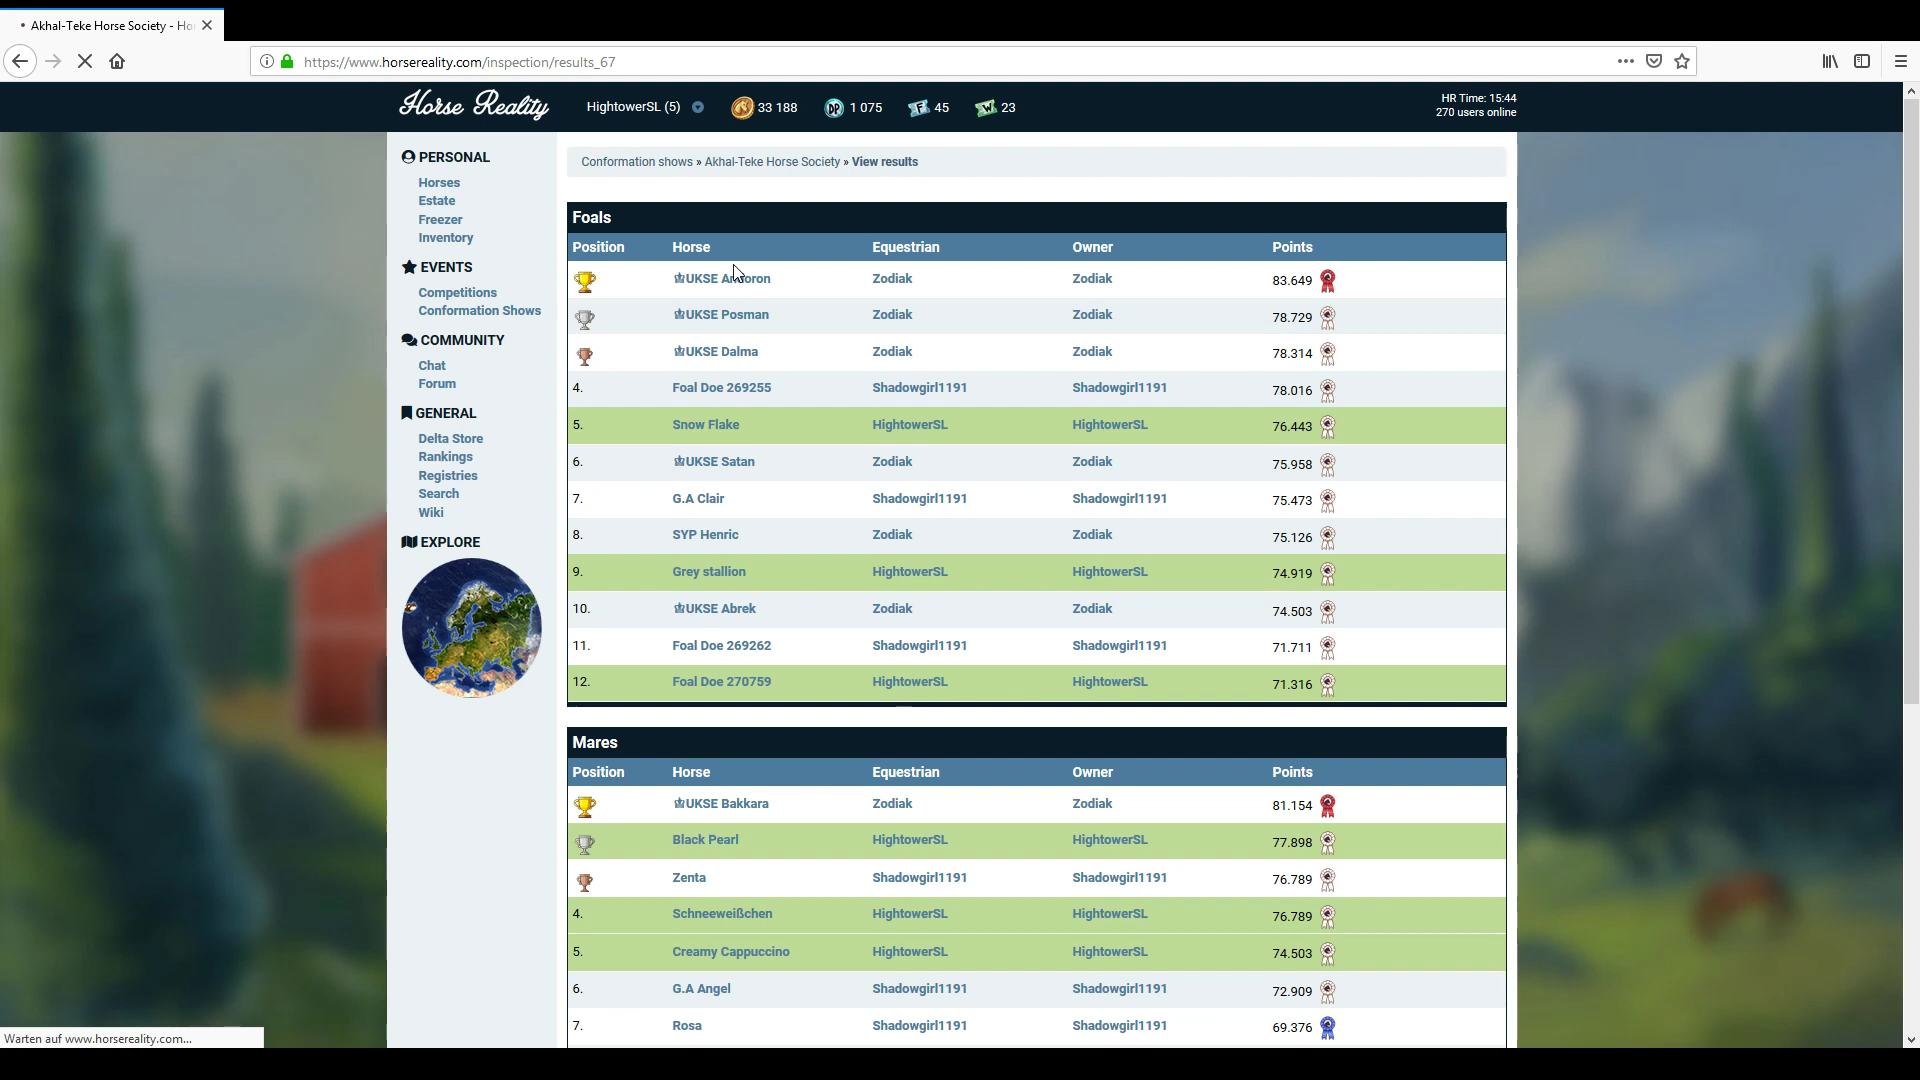 Akhal-Teke Horse Society - Ho
https://www.horsereality.com/inspection/results_67
Horse Reality
HightowerSL (5)
33 188
DP 1 075
F 45
W 23
HR Time: 15:44
270 users online
PERSONAL
Horses
Estate
Freezer
Inventory
EVENTS
Competitions
Conformation Shows
COMMUNITY
Chat
Forum
GENERAL
Delta Store
Rankings
Registries
Search
Wiki
EXPLORE
Conformation shows » Akhal-Teke Horse Society » View results
Foals
Position Horse Equestrian Owner Points
Zodiak Zodiak 83.649
♔UKSE Posman Zodiak Zodiak 78.729
♔UKSE Dalma Zodiak Zodiak 78.314
4. Foal Doe 269255 Shadowgirl1191 Shadowgirl1191 78.016
5. Snow Flake HightowerSL HightowerSL 76.443
6. ♔UKSE Satan Zodiak Zodiak 75.958
7. G.A Clair Shadowgirl1191 Shadowgirl1191 75.473
8. SYP Henric Zodiak Zodiak 75.126
9. Grey stallion HightowerSL HightowerSL 74.919
10. ♔UKSE Abrek Zodiak Zodiak 74.503
11. Foal Doe 269262 Shadowgirl1191 Shadowgirl1191 71.711
12. Foal Doe 270759 HightowerSL HightowerSL 71.316
Mares
Position Horse Equestrian Owner Points
♔UKSE Bakkara Zodiak Zodiak 81.154
Black Pearl HightowerSL HightowerSL 77.898
Zenta Shadowgirl1191 Shadowgirl1191 76.789
4. Schneeweißchen HightowerSL HightowerSL 76.789
5. Creamy Cappuccino HightowerSL HightowerSL 74.503
6. G.A Angel Shadowgirl1191 Shadowgirl1191 72.909
7. Rosa Shadowgirl1191 Shadowgirl1191 69.376
Warten auf www.horsereality.com...